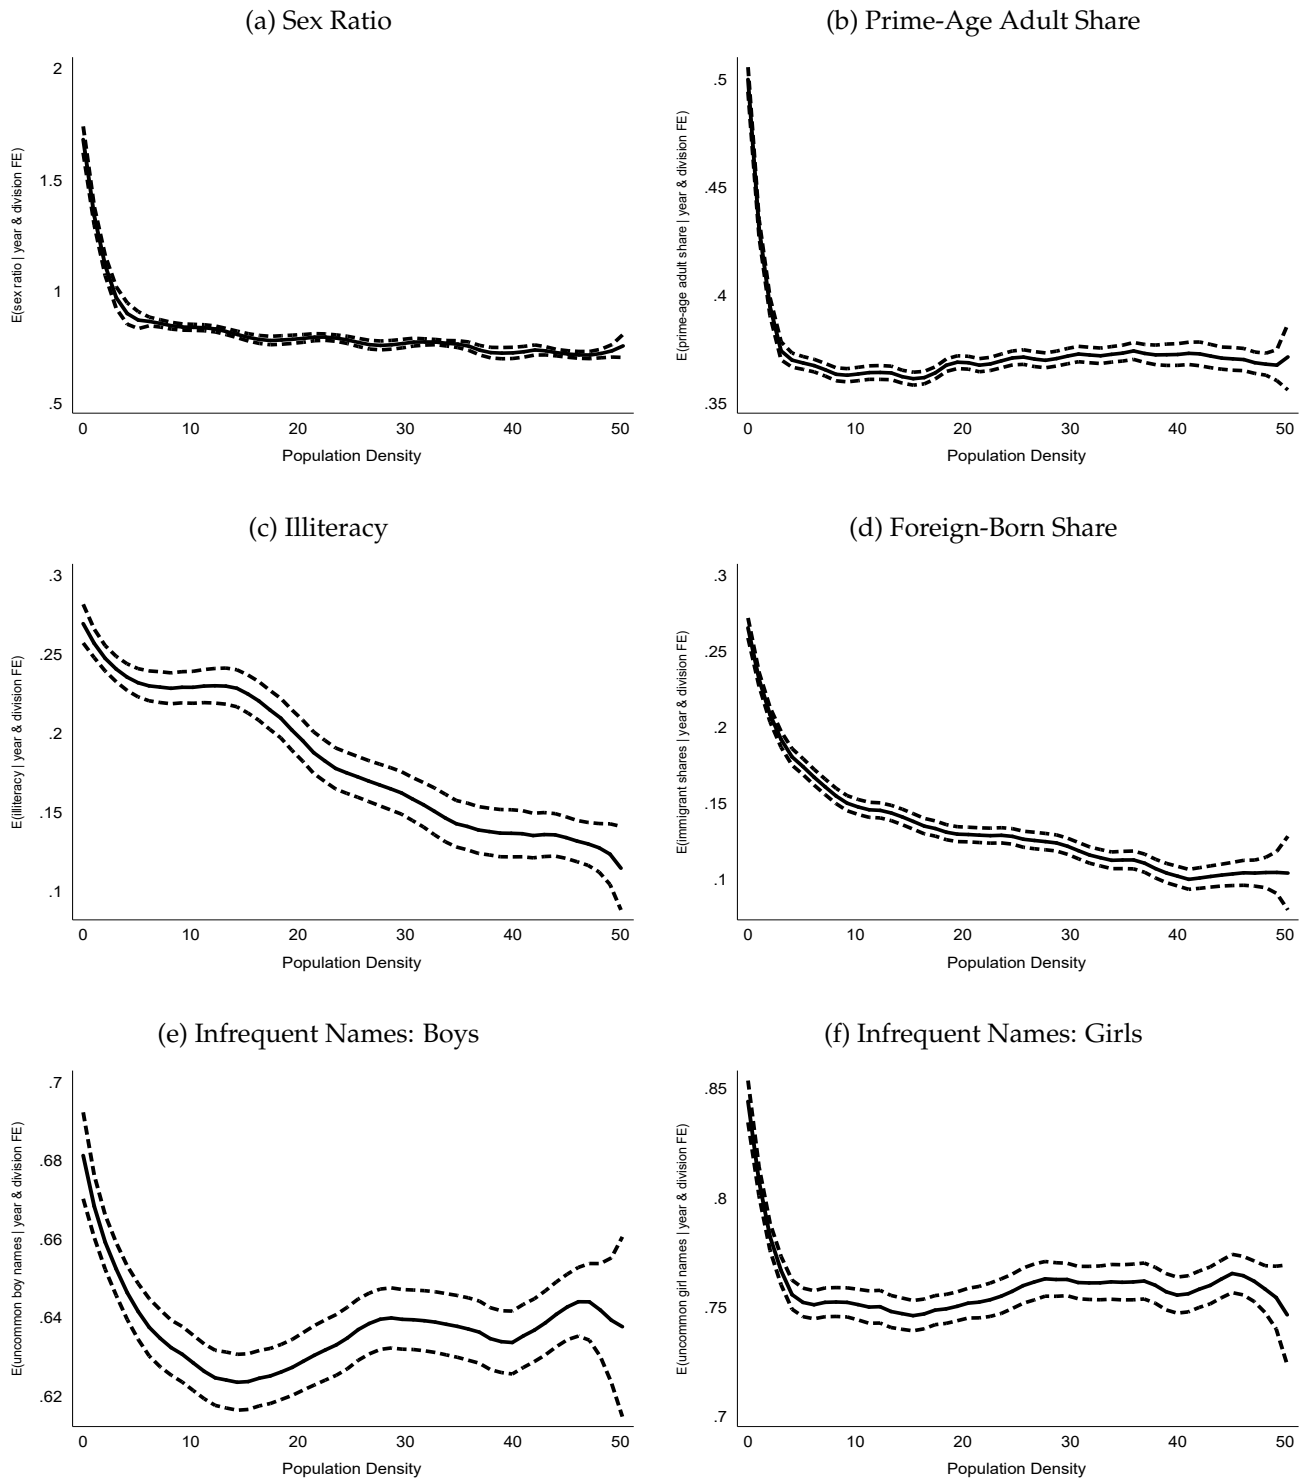 (a) Sex Ratio
E(sex ratio | year & division FE)
2
1.5
1
.5
0 10 20 30 40 50
Population Density
(b) Prime-Age Adult Share
E(prime-age adult share | year & division FE)
.5
.45
.4
.35
0 10 20 30 40 50
Population Density
(c) Illiteracy
E(illiteracy | year & division FE)
.3
.25
.2
.15
.1
0 10 20 30 40 50
Population Density
(d) Foreign-Born Share
E(immigrant shares | year & division FE)
.3
.25
.2
.15
.1
0 10 20 30 40 50
Population Density
(e) Infrequent Names: Boys
E(uncommon boy names | year & division FE)
.7
.68
.66
.64
.62
0 10 20 30 40 50
Population Density
(f) Infrequent Names: Girls
E(uncommon girl names | year & division FE)
.85
.8
.75
.7
0 10 20 30 40 50
Population Density